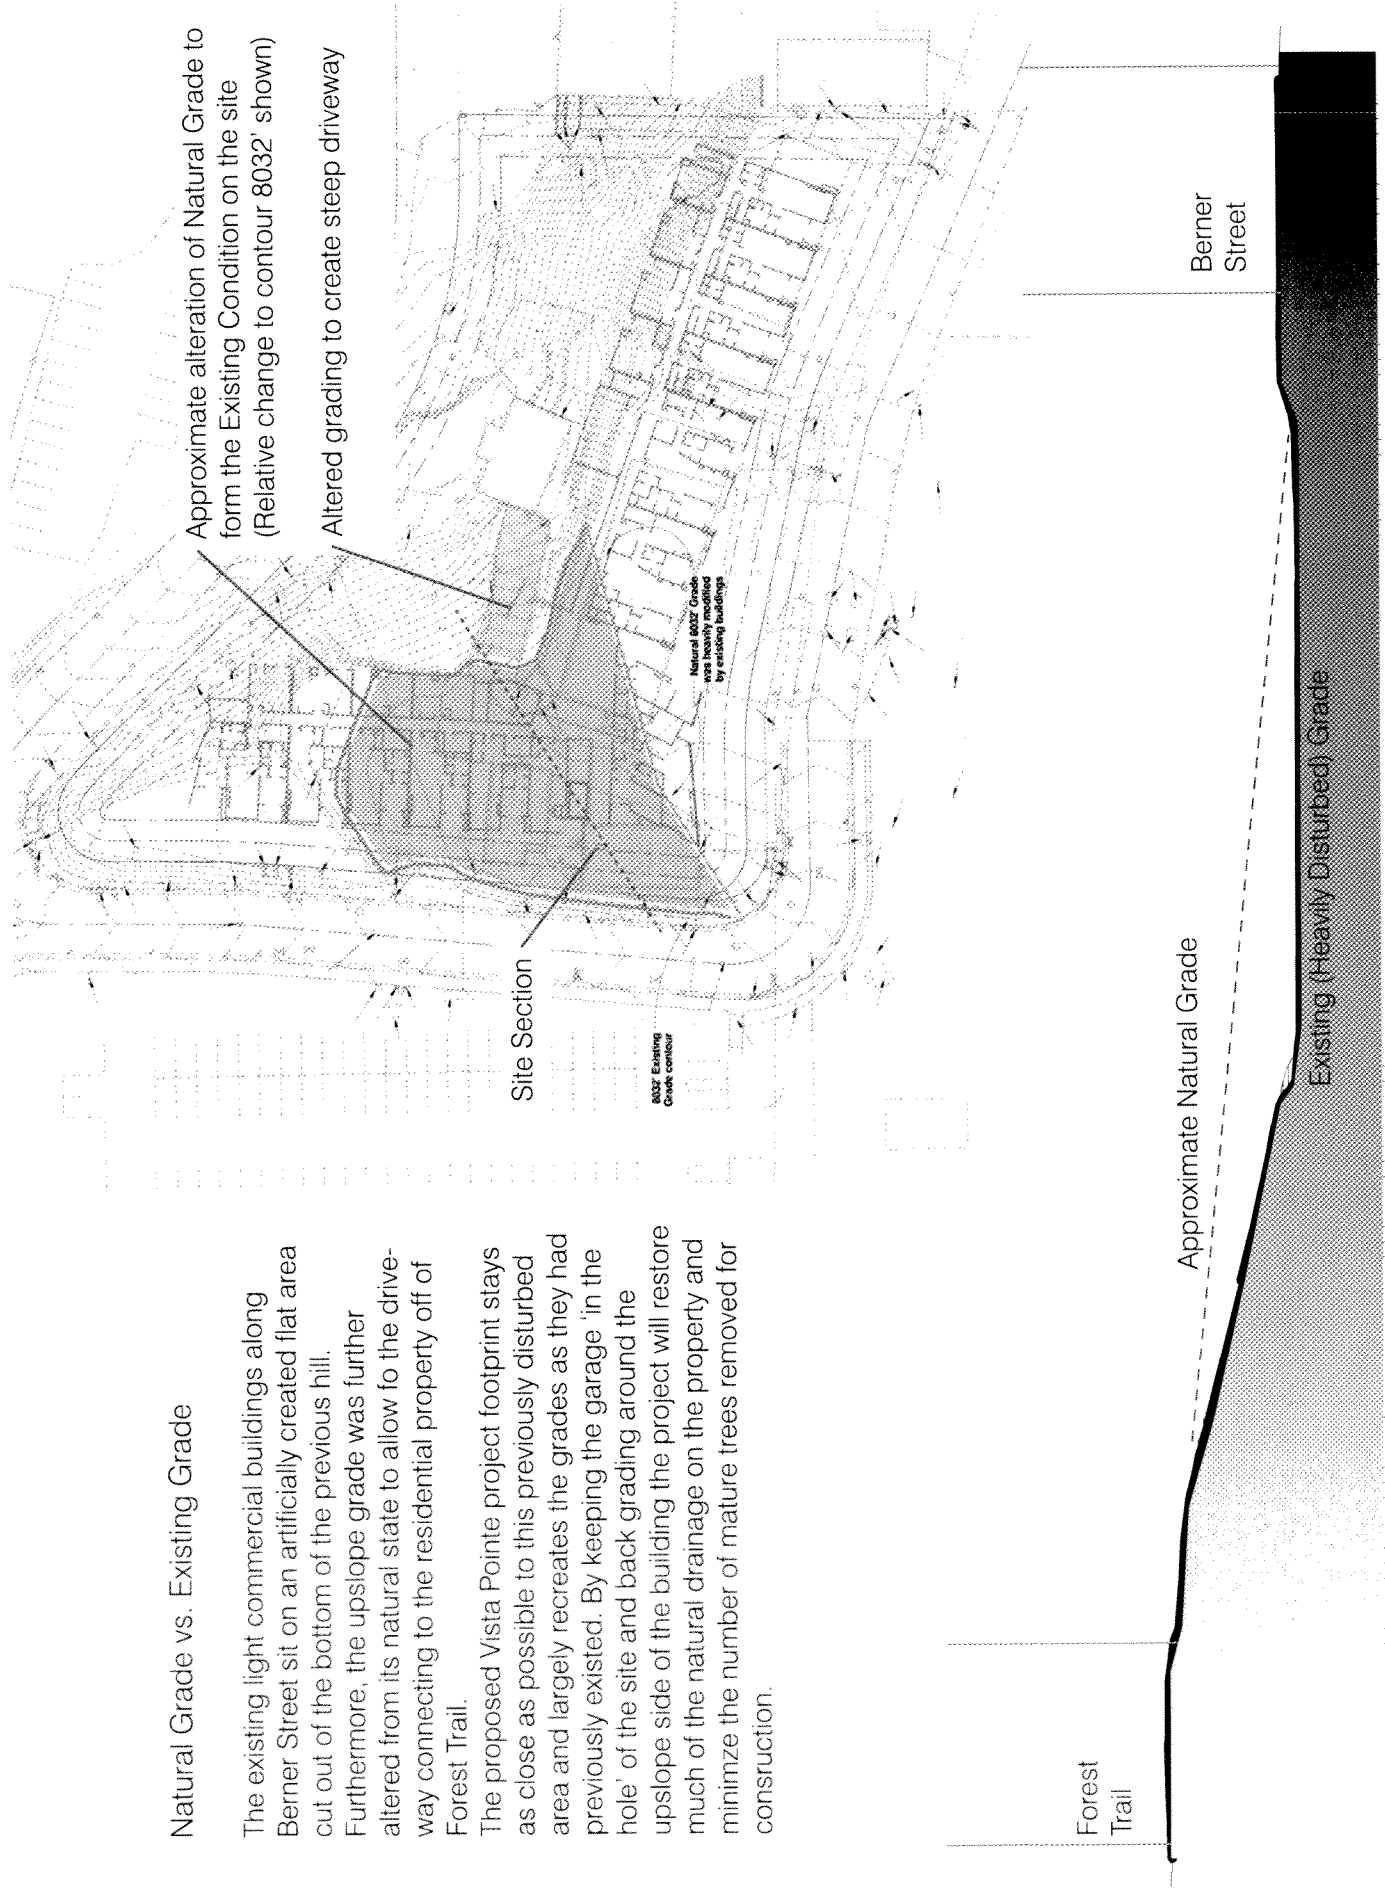 Natural Grade vs. Existing Grade
The existing light commercial buildings along
Berner Street sit on an artificially created flat area
cut out of the bottom of the previous hill.
Furthermore, the upslope grade was further
altered from its natural state to allow fo the drive-
way connecting to the residential property off of
Forest Trail.
The proposed Vista Pointe project footprint stays
as close as possible to this previously disturbed
area and largely recreates the grades as they had
previously existed. By keeping the garage 'in the
hole' of the site and back grading around the
upslope side of the building the project will restore
much of the natural drainage on the property and
minimze the number of mature trees removed for
consruction.
Approximate alteration of Natural Grade to
form the Existing Condition on the site
(Relative change to contour 8032' shown)
Altered grading to create steep driveway
Site Section
8032' Existing
Grade contour
Natural 8032' Grade
was heavily modified
by existing buildings
Forest
Trail
Approximate Natural Grade
Existing (Heavily Disturbed) Grade
Berner
Street